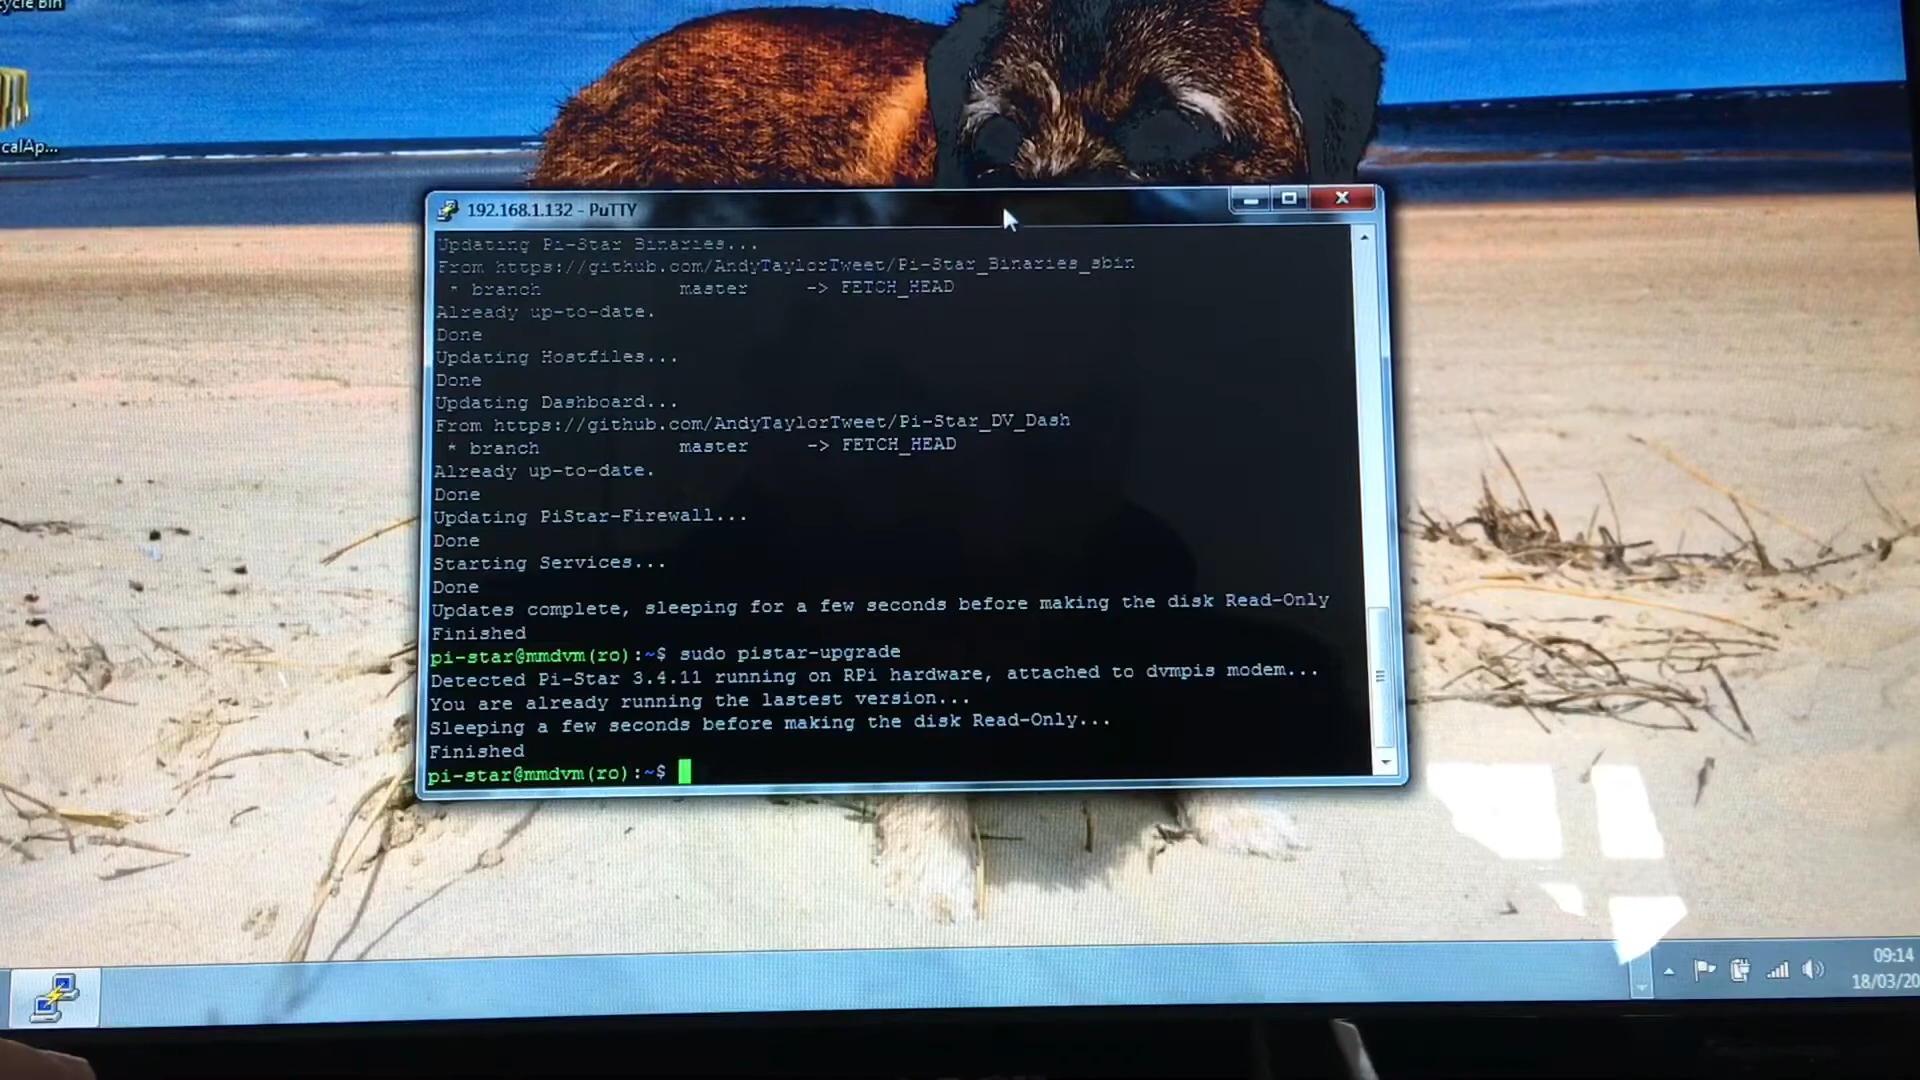 cycle Bin
calAp...
192.168.1.132 - PuTTY
Updating Pi-Star Binaries...
From https://github.com/AndyTaylorTweet/Pi-Star_Binaries_sbin
* branch master -> FETCH_HEAD
Already up-to-date.
Done
Updating Hostfiles...
Done
Updating Dashboard...
From https://github.com/AndyTaylorTweet/Pi-Star_DV_Dash
* branch master -> FETCH_HEAD
Already up-to-date.
Done
Updating PiStar-Firewall...
Done
Starting Services...
Done
Updates complete, sleeping for a few seconds before making the disk Read-Only
Finished
pi-star@mmdvm(ro):~$ sudo pistar-upgrade
Detected Pi-Star 3.4.11 running on RPi hardware, attached to dvmpis modem...
You are already running the lastest version...
Sleeping a few seconds before making the disk Read-Only...
Finished
pi-star@mmdvm(ro):~$
09:14
18/03/20